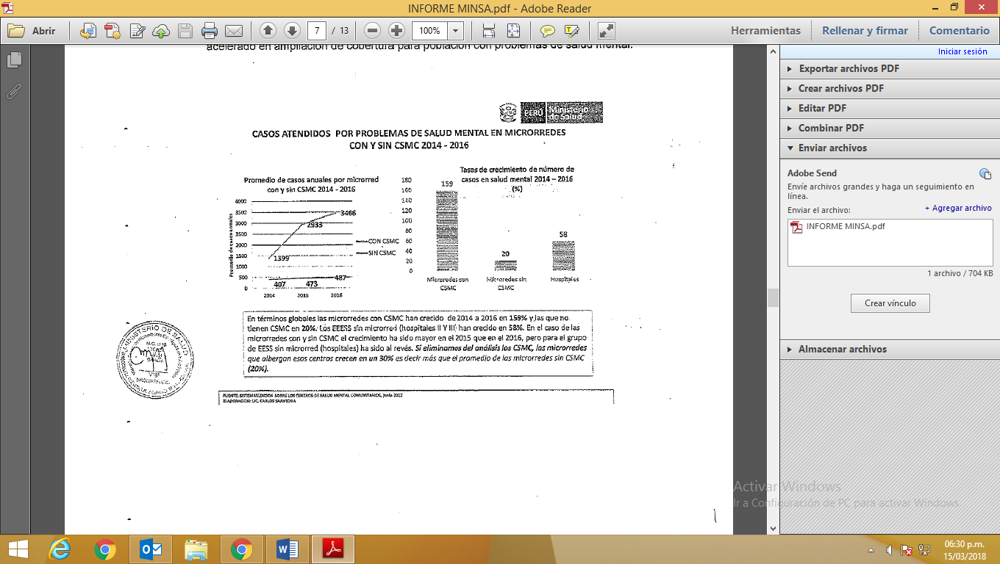 INFORME MINSA.pdf - Adobe Reader
Abrir
7 / 13
100%
Herramientas
Rellenar y firmar
Comentario
Iniciar sesión
Exportar archivos PDF
Crear archivos PDF
Editar PDF
Combinar PDF
Enviar archivos
Adobe Send
Envíe archivos grandes y haga un seguimiento en
línea.
Enviar el archivo:
+ Agregar archivo
INFORME MINSA.pdf
1 archivo / 704 KB
Crear vínculo
Almacenar archivos
acelerado en ampliación de cobertura para población con problemas de salud mental.
PERÚ
Ministerio
de Salud
CASOS ATENDIDOS POR PROBLEMAS DE SALUD MENTAL EN MICRORREDES
CON Y SIN CSMC 2014 - 2016
Promedio de casos anuales por microrred
con y sin CSMC 2014 - 2016
Promedio de casos anuales
4000
3500
3000
2500
2000
1500
1000
500
0
1399
2933
3466
407
473
487
2014
2015
2016
CON CSMC
SIN CSMC
Tasas de crecimiento de número de
casos en salud mental 2014 – 2016
(%)
180
160
140
120
100
80
60
40
20
0
159
20
58
Microredes con
CSMC
Microredes sin
CSMC
Hospitales
En términos globales las microrredes con CSMC han crecido de 2014 a 2016 en 159% y las que no
tienen CSMC en 20%. Los EEESS sin microrred (hospitales II Y III) han crecido en 58%. En el caso de las
microrredes con y sin CSMC el crecimiento ha sido mayor en el 2015 que en el 2016, pero para el grupo
de EESS sin microrred (hospitales) ha sido al revés. Si eliminamos del análisis los CSMC, las microrredes
que albergan esos centros crecen en un 30% es decir más que el promedio de las microrredes sin CSMC
(20%).
FUENTE: SISTEMATIZACION SOBRE LOS CENTROS DE SALUD MENTAL COMUNITARIOS, Junio 2017
ELABORACION: LIC. CARLOS SAAVEDRA
MINISTERIO DE SALUD
Activar Windows
Ir a Configuración de PC para activar Windows.
06:30 p.m.
15/03/2018